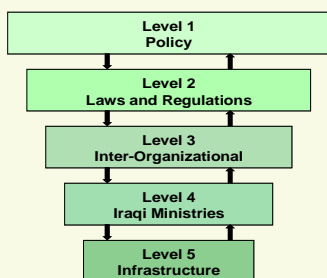 Level 1
Policy
Level 2
Laws and Regulations
Level 3
Inter-Organizational
Level 4
Iraqi Ministries
Level 5
Infrastructure